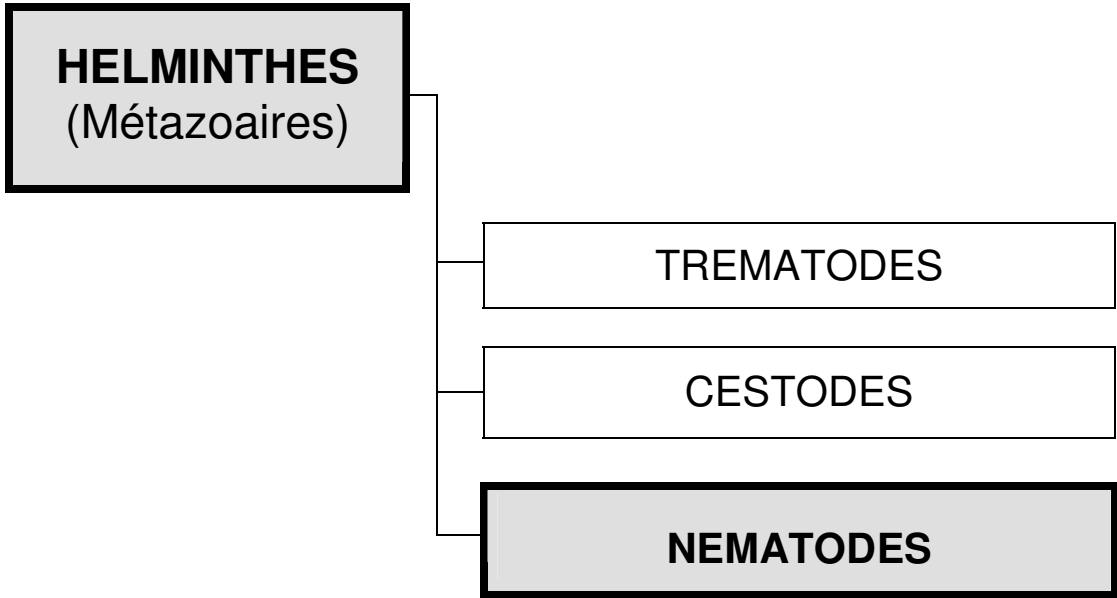 HELMINTHES
(Métazoaires)
TREMATODES
CESTODES
NEMATODES